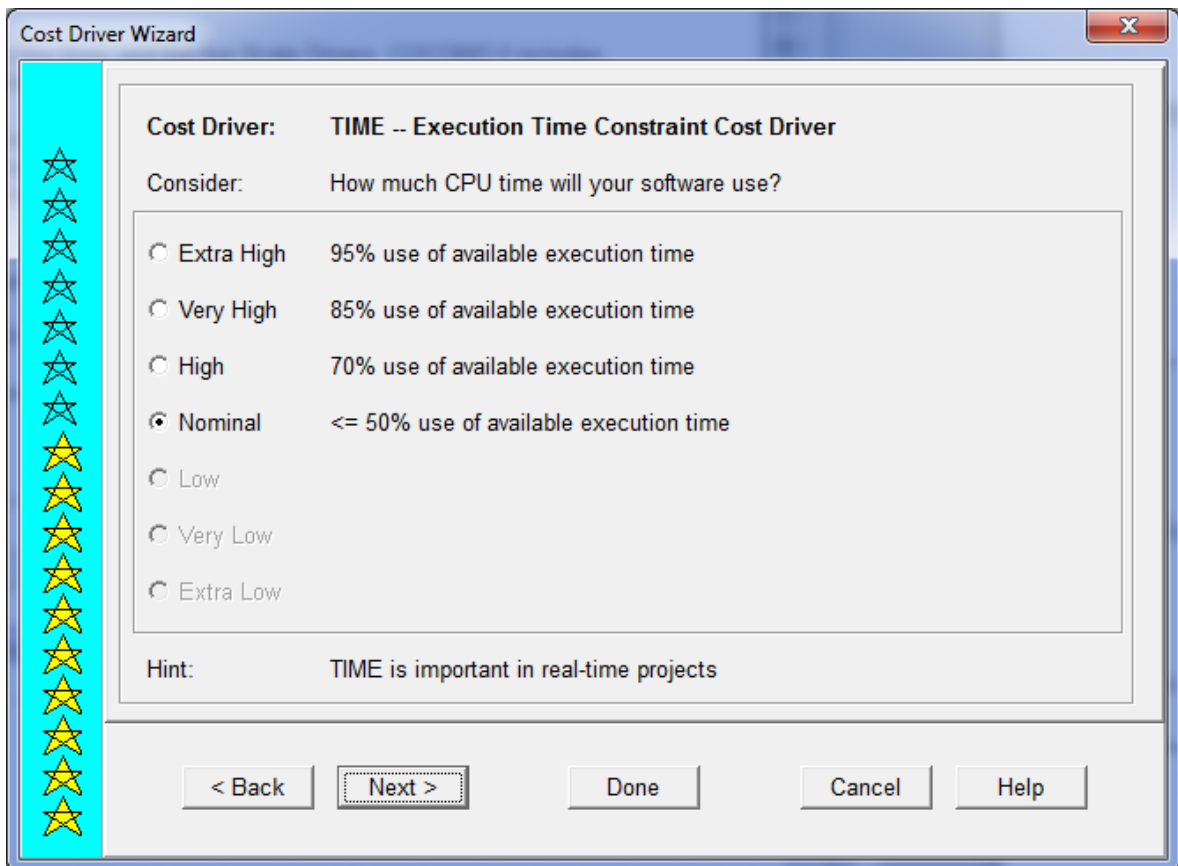 Cost Driver Wizard
X
Cost Driver: TIME -- Execution Time Constraint Cost Driver
Consider: How much CPU time will your software use?
Extra High 95% use of available execution time
Very High 85% use of available execution time
High 70% use of available execution time
Nominal <= 50% use of available execution time
Low
Very Low
Extra Low
Hint: TIME is important in real-time projects
< Back Next > Done Cancel Help